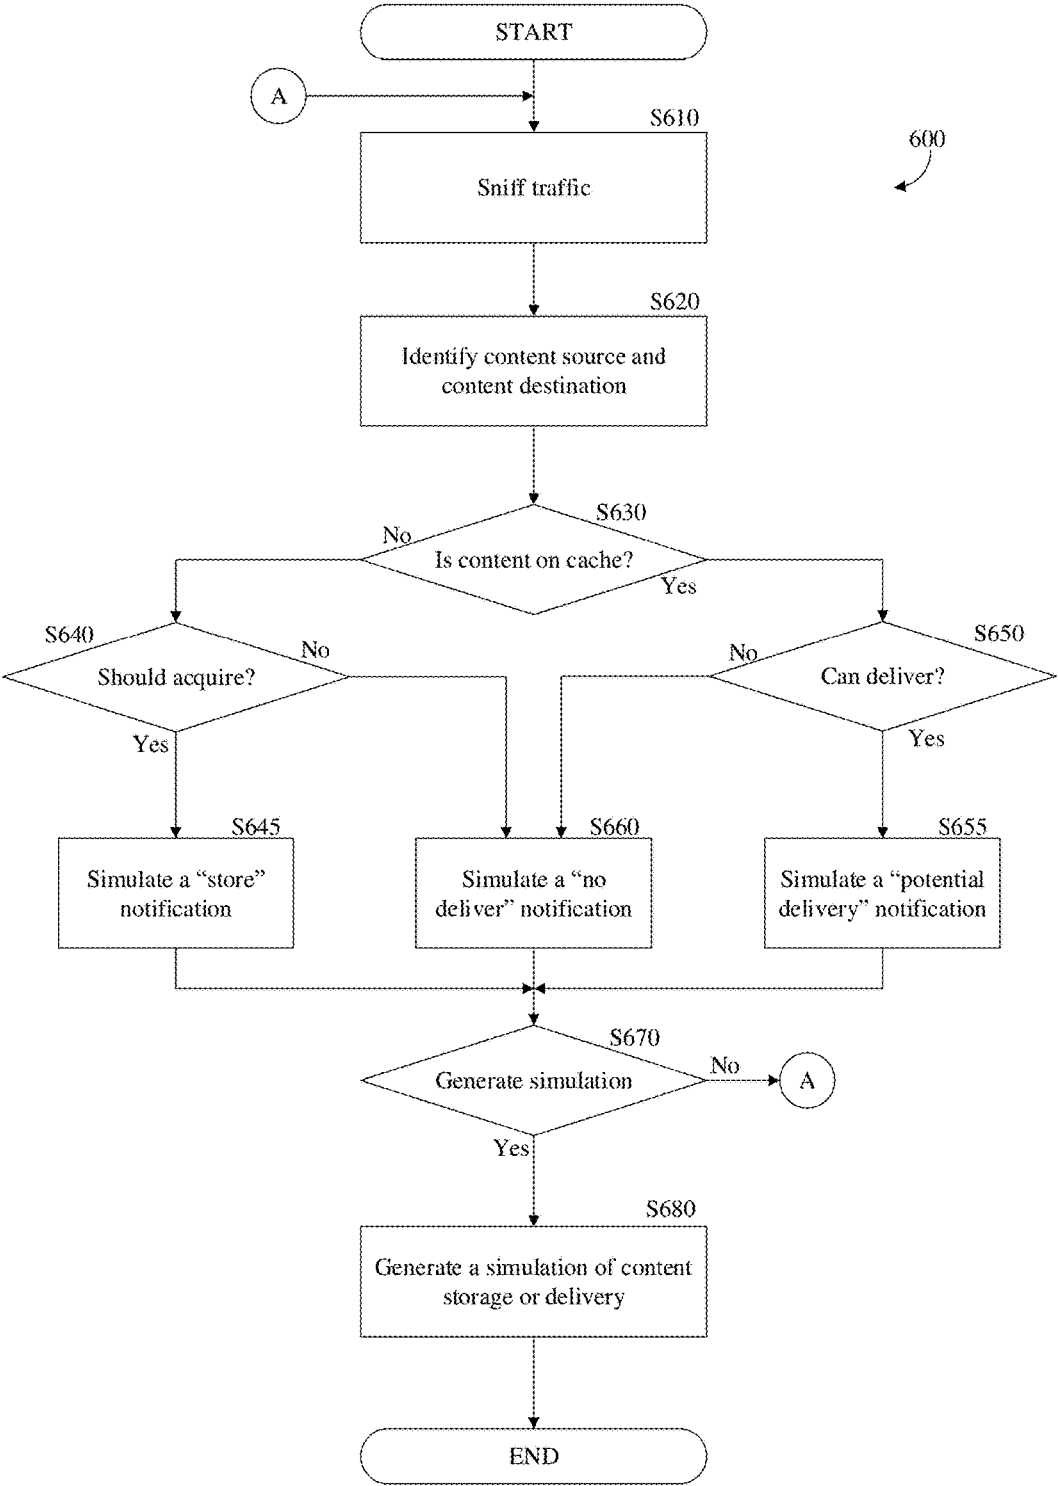 START
A
S610
600
Sniff traffic
S620
Identify content source and
content destination
S630
No
Is content on cache?
Yes
S640
No
Should acquire?
Yes
S650
No
Can deliver?
Yes
S645
Simulate a “store”
notification
S660
Simulate a “no
deliver” notification
S655
Simulate a “potential
delivery” notification
S670
Generate simulation
No
A
Yes
S680
Generate a simulation of content
storage or delivery
END